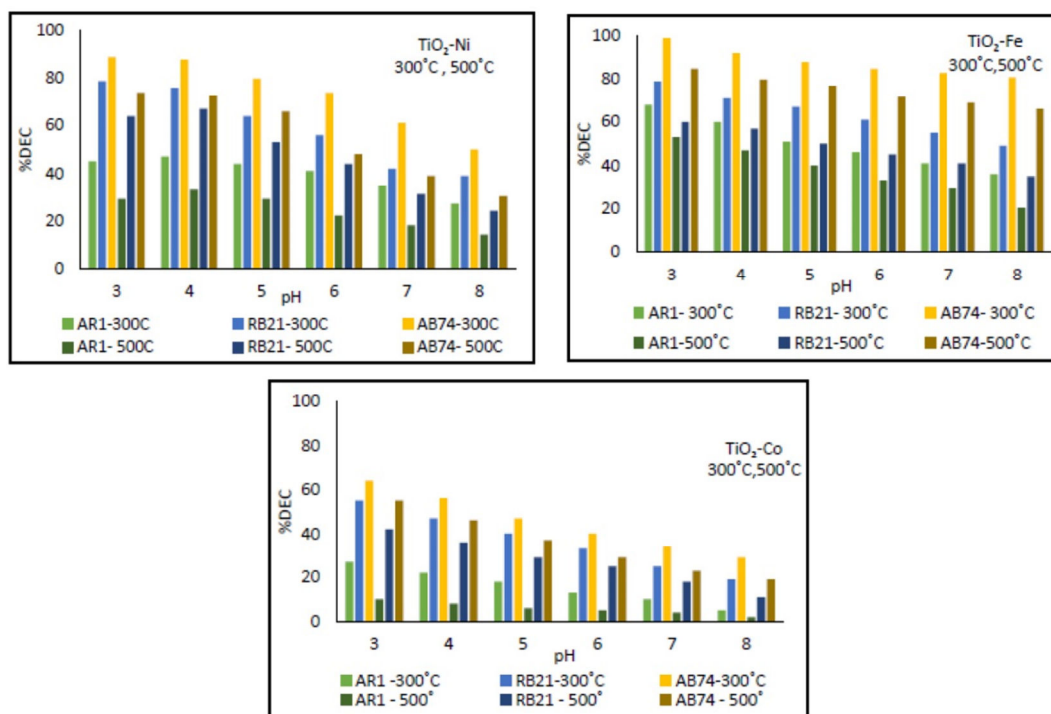 100
80
60
40
20
0
%DEC
TiO₂-Ni
300˚C , 500˚C
3 4 5 6 7 8
pH
AR1-300C RB21-300C AB74-300C
AR1- 500C RB21- 500C AB74- 500C
100
80
60
40
20
0
%DEC
TiO₂-Fe
300˚C,500˚C
3 4 5 6 7 8
pH
AR1- 300˚C RB21- 300˚C AB74- 300˚C
AR1-500˚C RB21-500˚C AB74-500˚C
100
80
60
40
20
0
%DEC
TiO₂-Co
300˚C,500˚C
3 4 5 6 7 8
pH
AR1 -300˚C RB21-300˚C AB74-300˚C
AR1 - 500˚ RB21 - 500˚ AB74 - 500˚